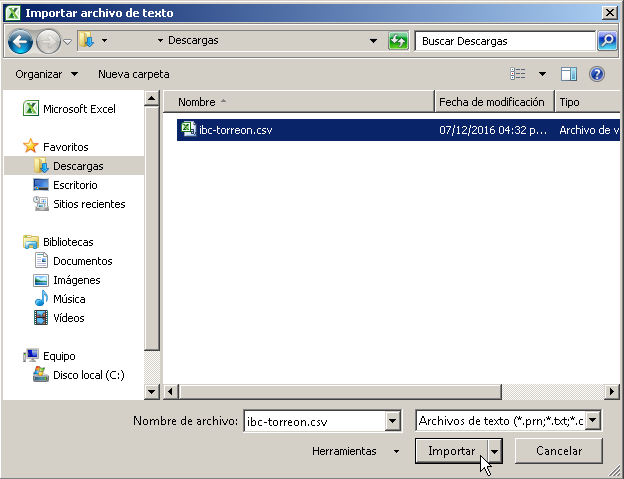 Importar archivo de texto
Descargas
Buscar Descargas
Organizar
Nueva carpeta
Microsoft Excel
Favoritos
Descargas
Escritorio
Sitios recientes
Bibliotecas
Documentos
Imágenes
Música
Vídeos
Equipo
Disco local (C:)
Nombre Fecha de modificación Tipo
ibc-torreon.csv 07/12/2016 04:32 p... Archivo de v
Nombre de archivo: ibc-torreon.csv Archivos de texto (*.prn;*.txt;*.c
Herramientas Importar Cancelar